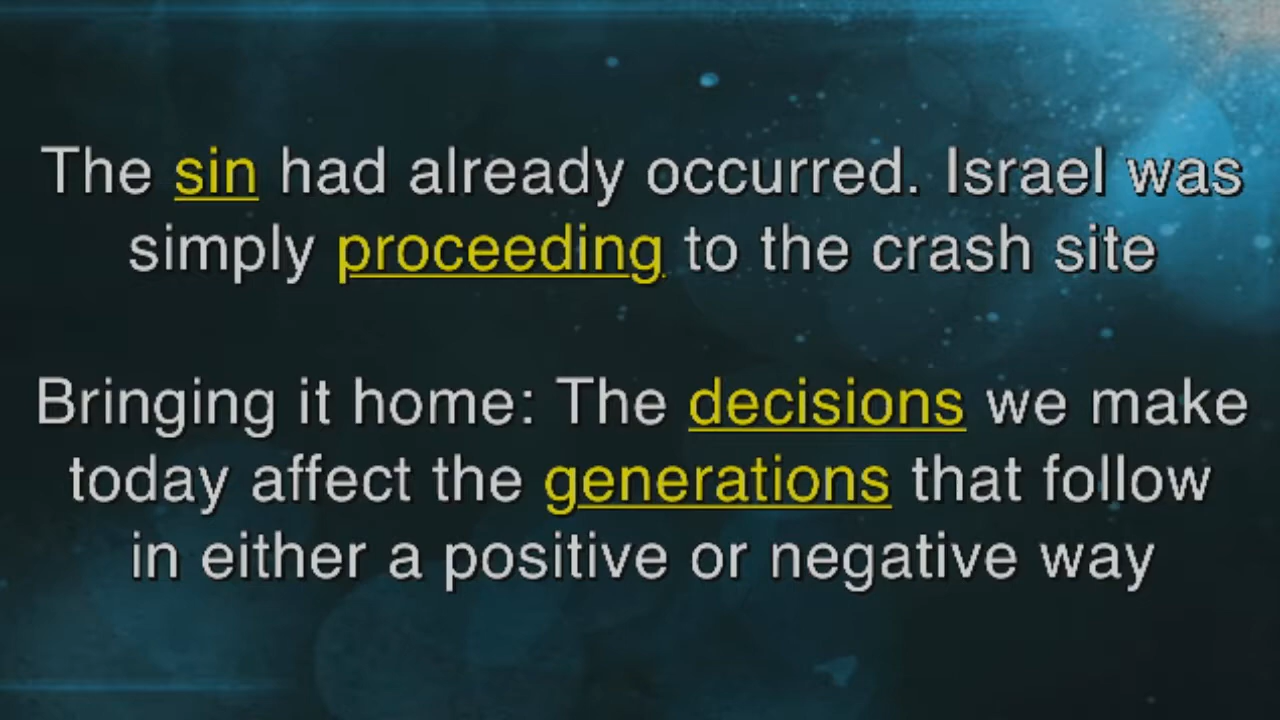 The sin had already occurred. Israel was
simply proceeding to the crash site
Bringing it home: The decisions we make
today affect the generations that follow
in either a positive or negative way